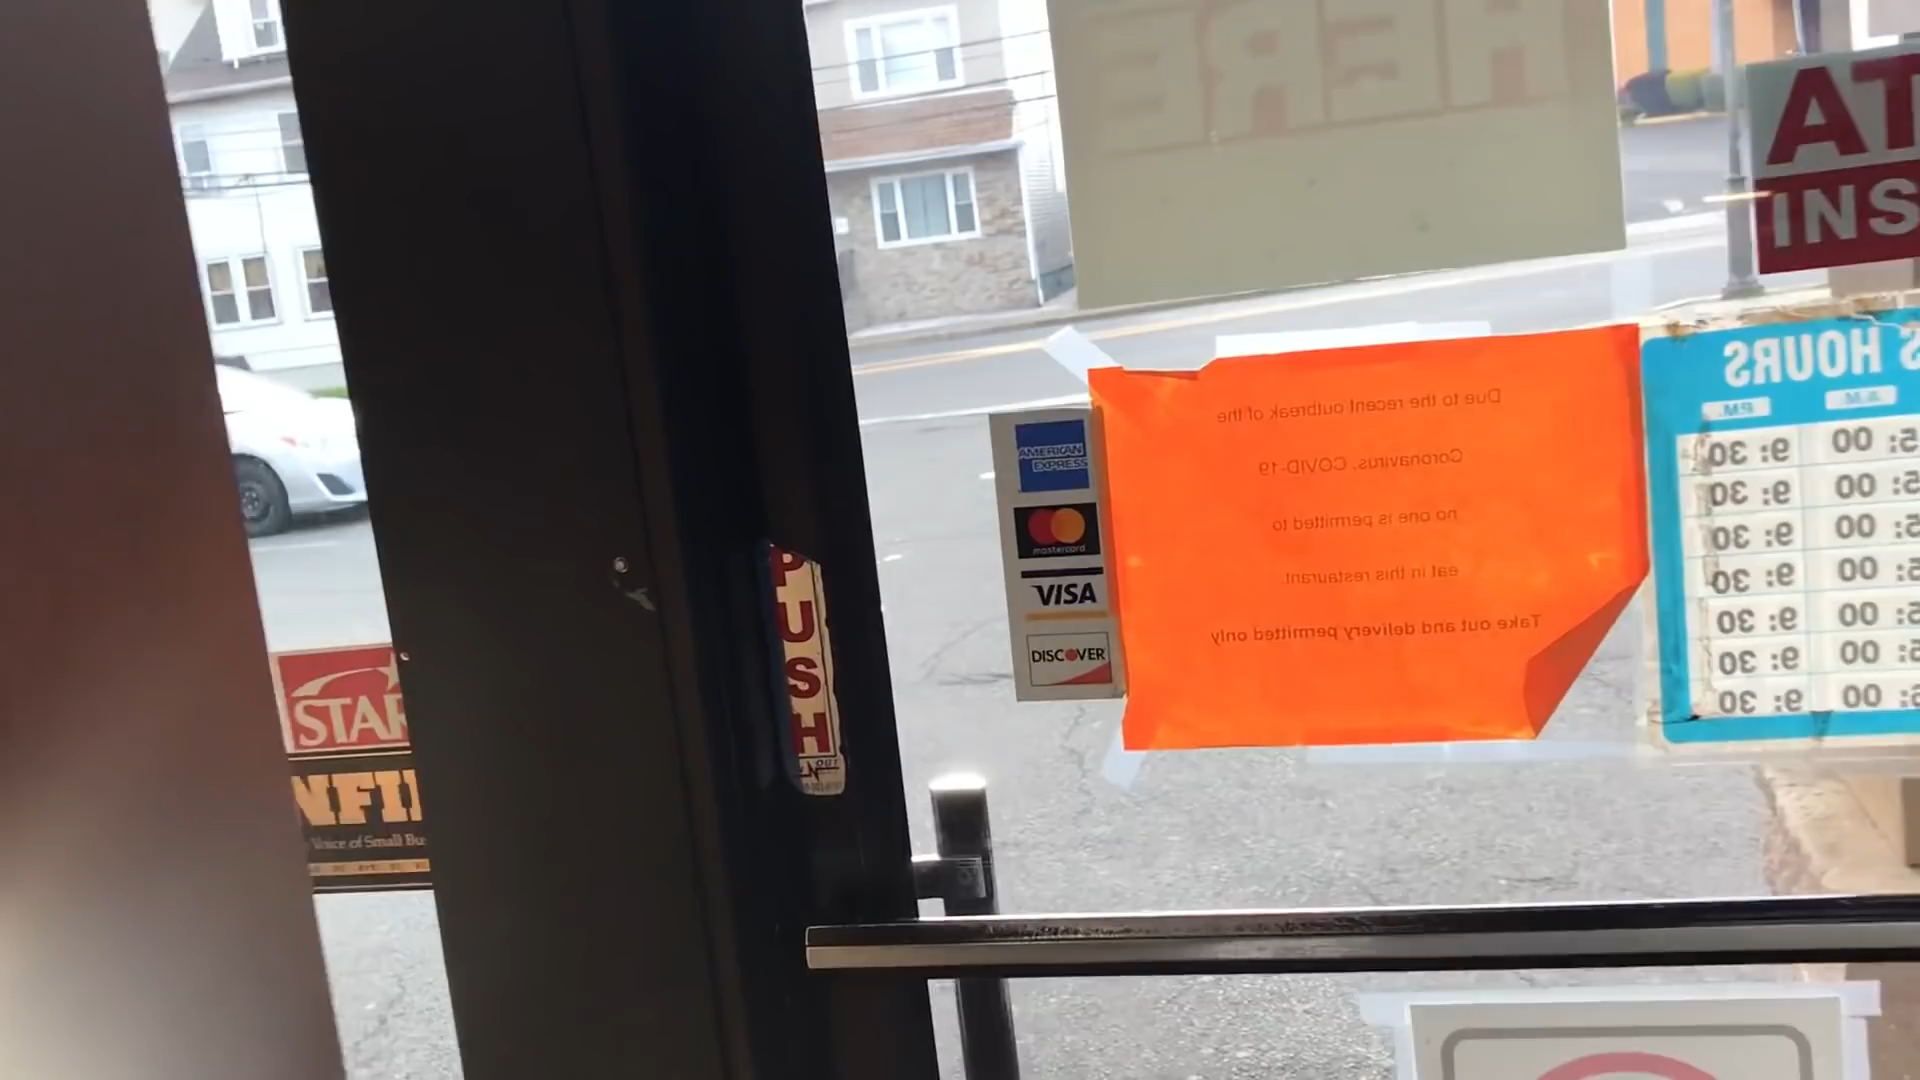 HERE
AT
INS
S HOURS
A.M. P.M.
5:00 9:30
5:00 9:30
5:00 9:30
5:00 9:30
5:00 9:30
5:00 9:30
5:00 9:30
Due to the recent outbreak of the
Coronavirus. COVID-19
no one is permitted to
eat in this restaurant.
Take out and delivery permitted only
AMERICAN
EXPRESS
mastercard
VISA
DISCOVER
PUSH
OUT
STAR
NFI
Voice of Small Bu